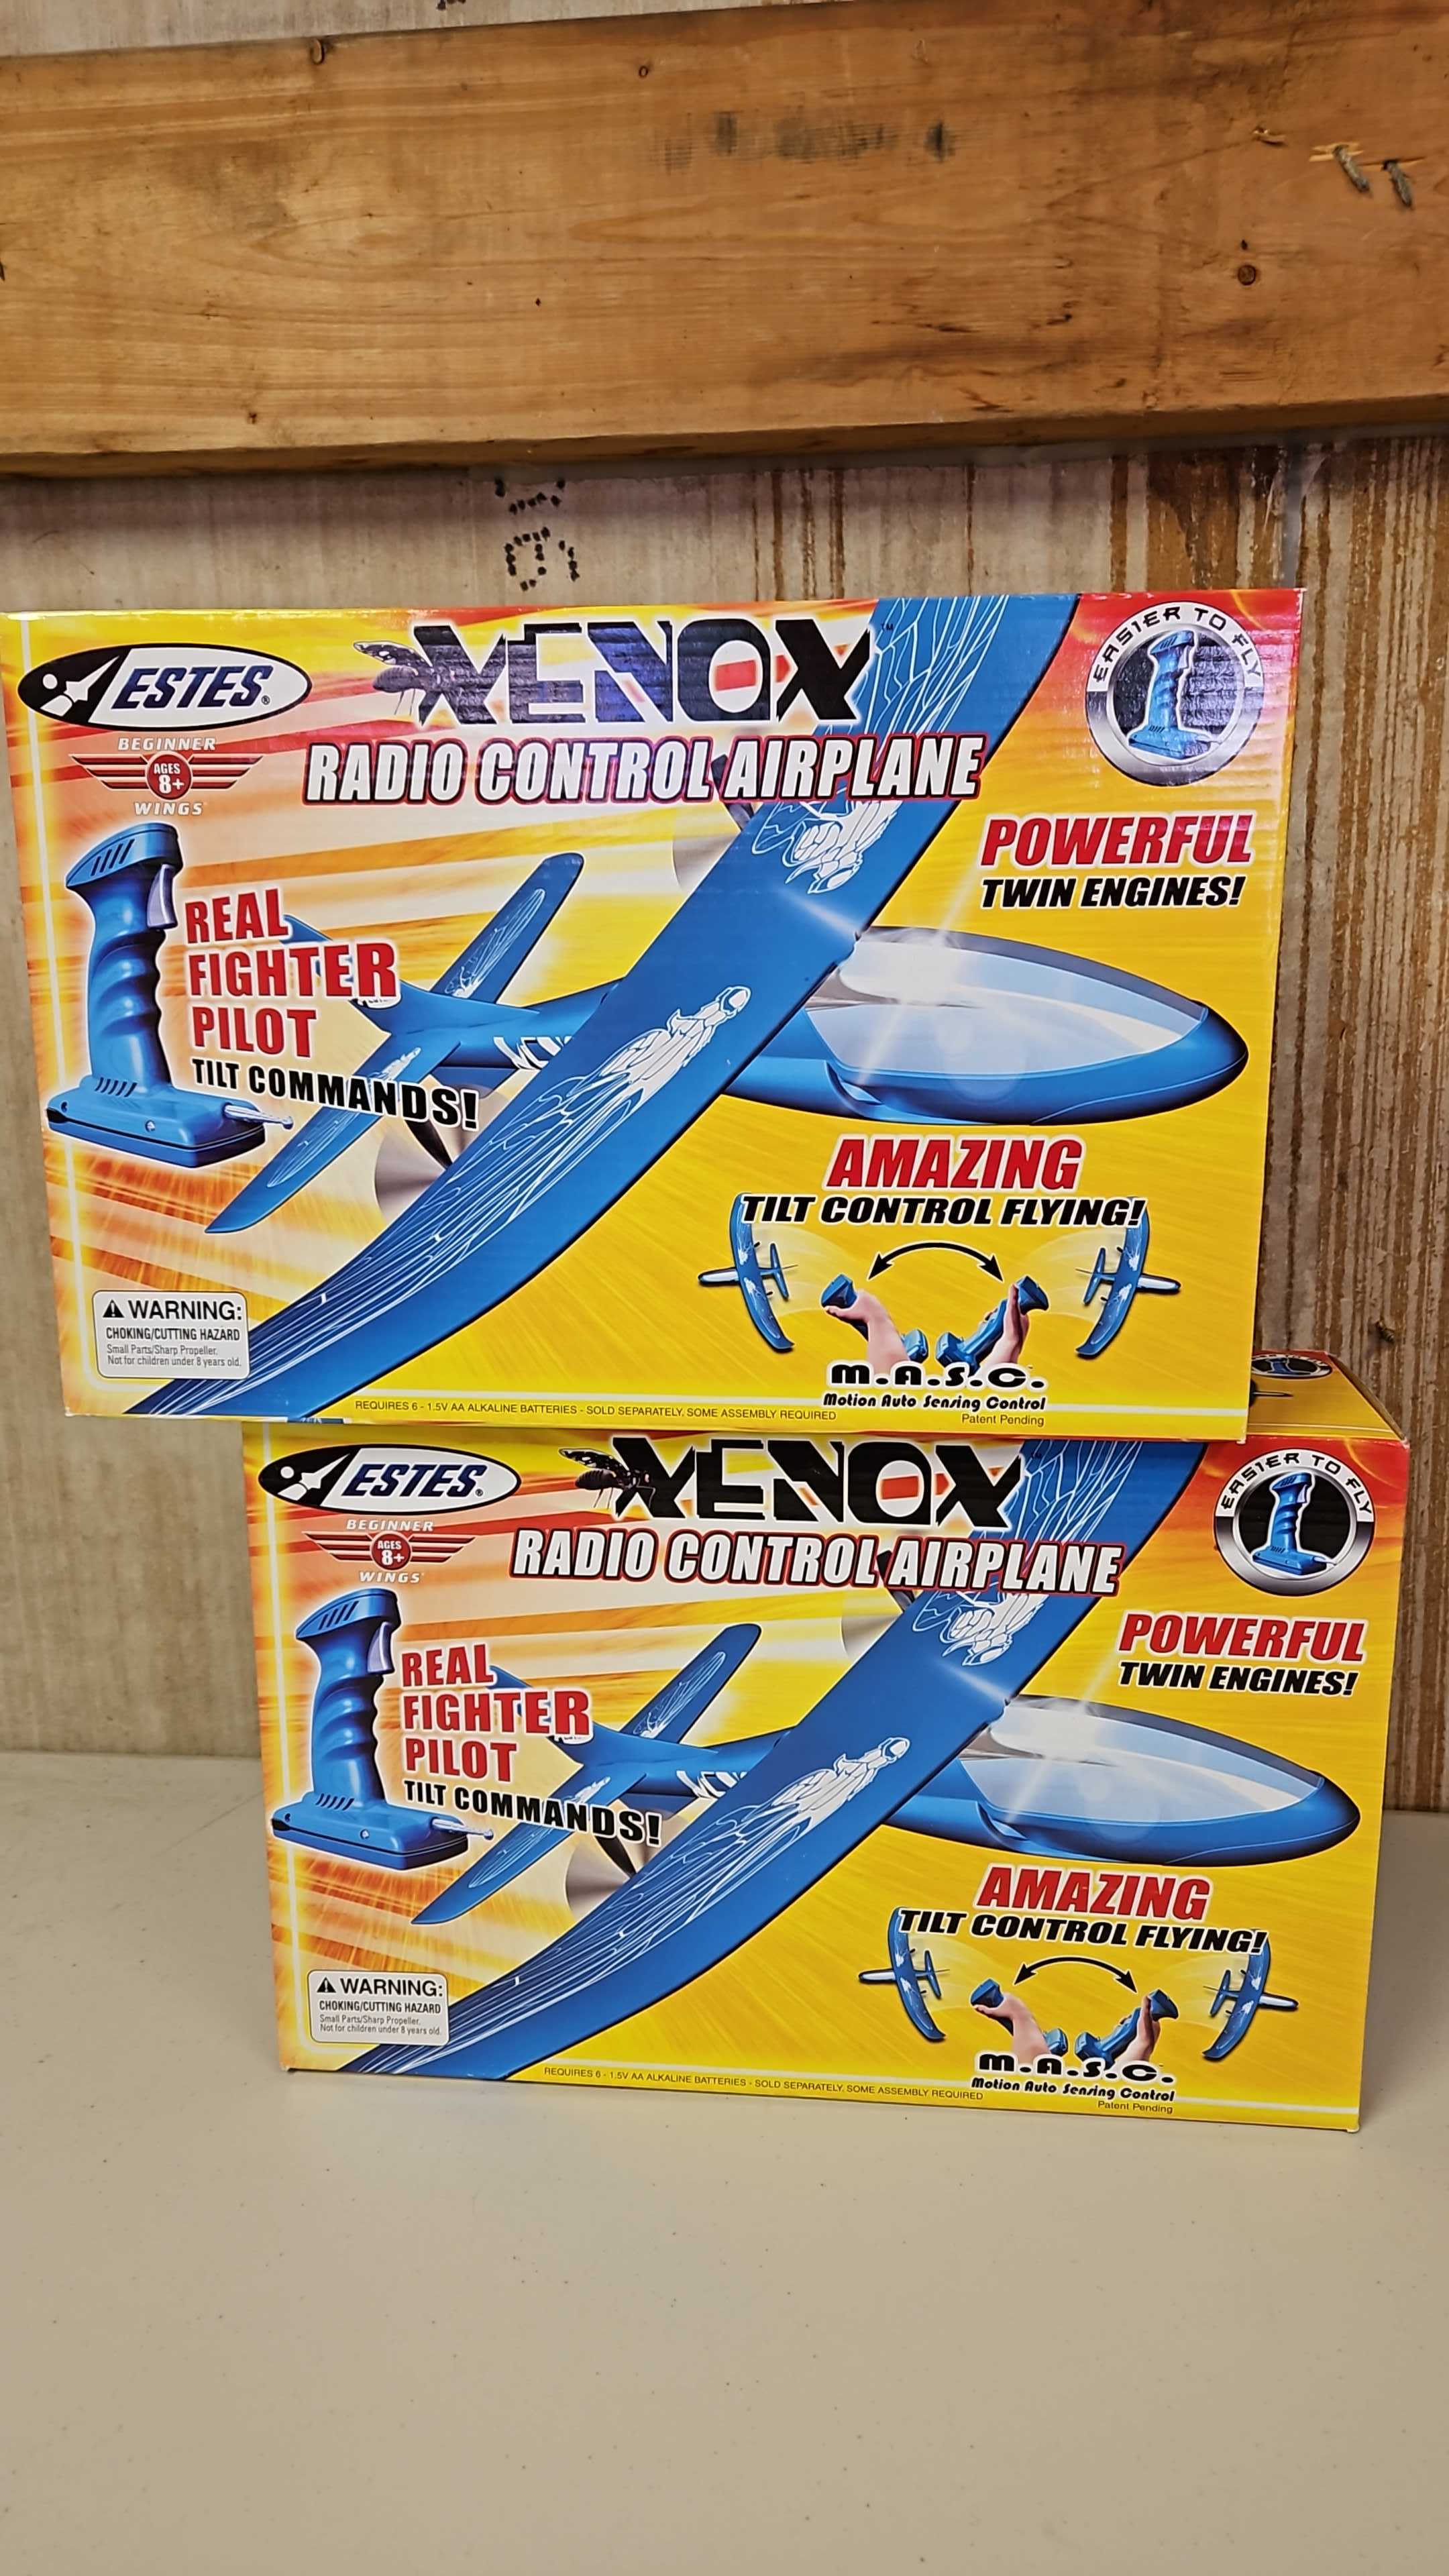 ESTES®
XENOX™
RADIO CONTROL AIRPLANE
EASIER TO FLY
BEGINNER
AGES
8+
WINGS
POWERFUL
TWIN ENGINES!
REAL
FIGHTER
PILOT
TILT COMMANDS!
AMAZING
TILT CONTROL FLYING!
⚠ WARNING:
CHOKING/CUTTING HAZARD
Small Parts/Sharp Propeller.
Not for children under 8 years old.
m.a.s.c.
Motion Auto Sensing Control
Patent Pending
REQUIRES 6 - 1.5V AA ALKALINE BATTERIES - SOLD SEPARATELY, SOME ASSEMBLY REQUIRED
ESTES®
XENOX
RADIO CONTROL AIRPLANE
EASIER TO FLY
BEGINNER
AGES
8+
WINGS
POWERFUL
TWIN ENGINES!
REAL
FIGHTER
PILOT
TILT COMMANDS!
AMAZING
TILT CONTROL FLYING!
⚠ WARNING:
CHOKING/CUTTING HAZARD
Small Parts/Sharp Propeller.
Not for children under 8 years old.
m.a.s.c.
Motion Auto Sensing Control
Patent Pending
REQUIRES 6 - 1.5V AA ALKALINE BATTERIES - SOLD SEPARATELY, SOME ASSEMBLY REQUIRED